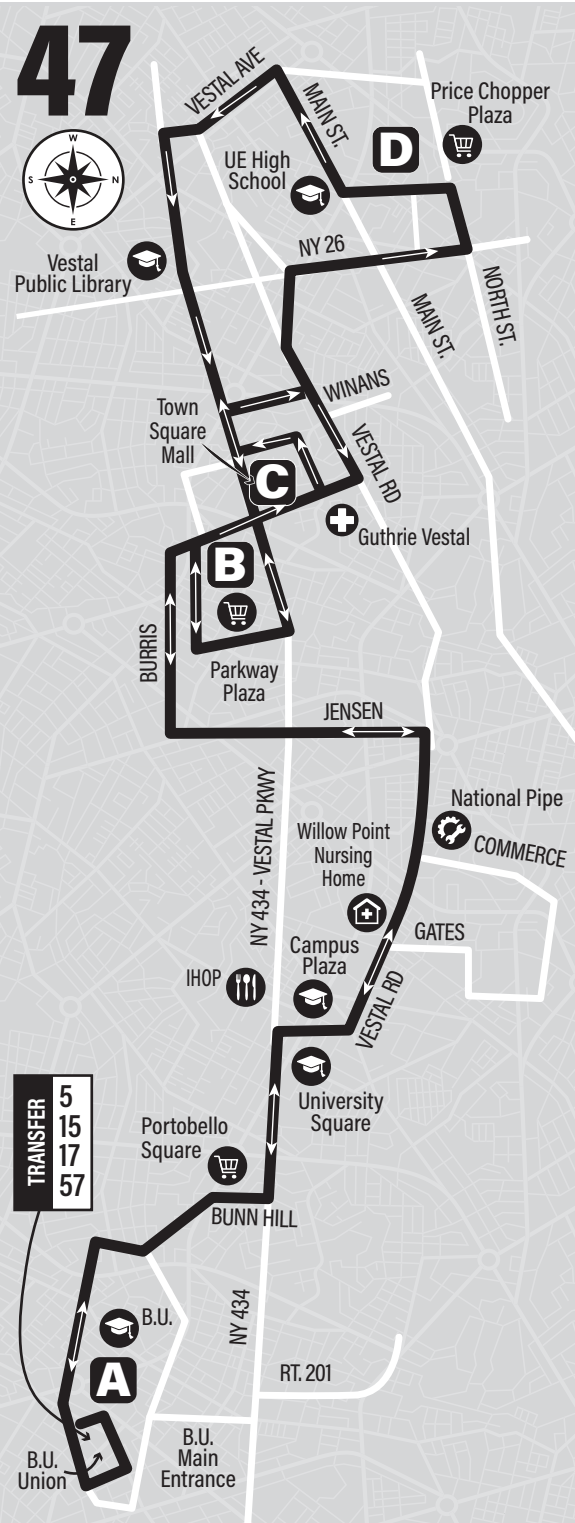 47
W
S
N
E
VESTAL AVE
MAIN ST.
Price Chopper
Plaza
D
UE High
School
NY 26
Vestal
Public Library
MAIN ST.
NORTH ST.
WINANS
Town
Square
Mall
VESTAL RD
C
Guthrie Vestal
B
BURRIS
Parkway
Plaza
JENSEN
NY 434 - VESTAL PKWY
National Pipe
COMMERCE
Willow Point
Nursing
Home
GATES
Campus
Plaza
IHOP
VESTAL RD
University
Square
TRANSFER
5
15
17
57
Portobello
Square
BUNN HILL
B.U.
NY 434
A
RT. 201
B.U.
Union
B.U.
Main
Entrance